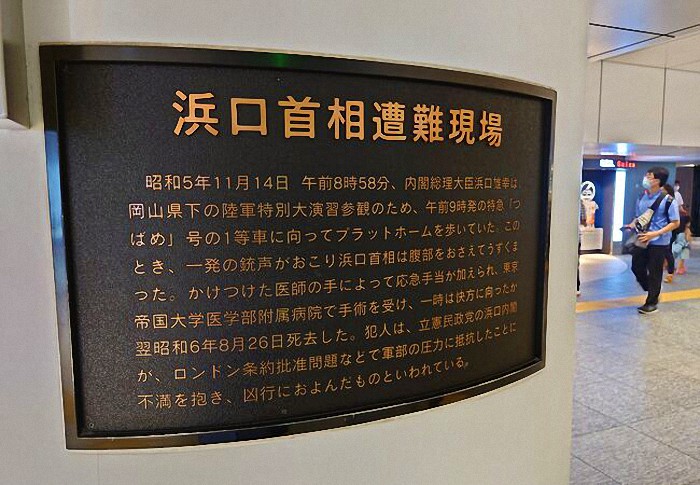 浜口首相遭難現場
昭和5年11月14日 午前8時58分、内閣総理大臣浜口雄幸は、
岡山県下の陸軍特別大演習参観のため、午前9時発の特急「つ
ばめ」号の1等車に向ってプラットホームを歩いていた。この
とき、一発の銃声がおこり浜口首相は腹部をおさえてうずくま
った。かけつけた医師の手によって応急手当が加えられ、東京
帝国大学医学部附属病院で手術を受け、一時は快方に向ったが
翌昭和6年8月26日死去した。犯人は、立憲民政党の浜口内閣
が、ロンドン条約批准問題などで軍部の圧力に抵抗したことに
不満を抱き、凶行におよんだものといわれている。